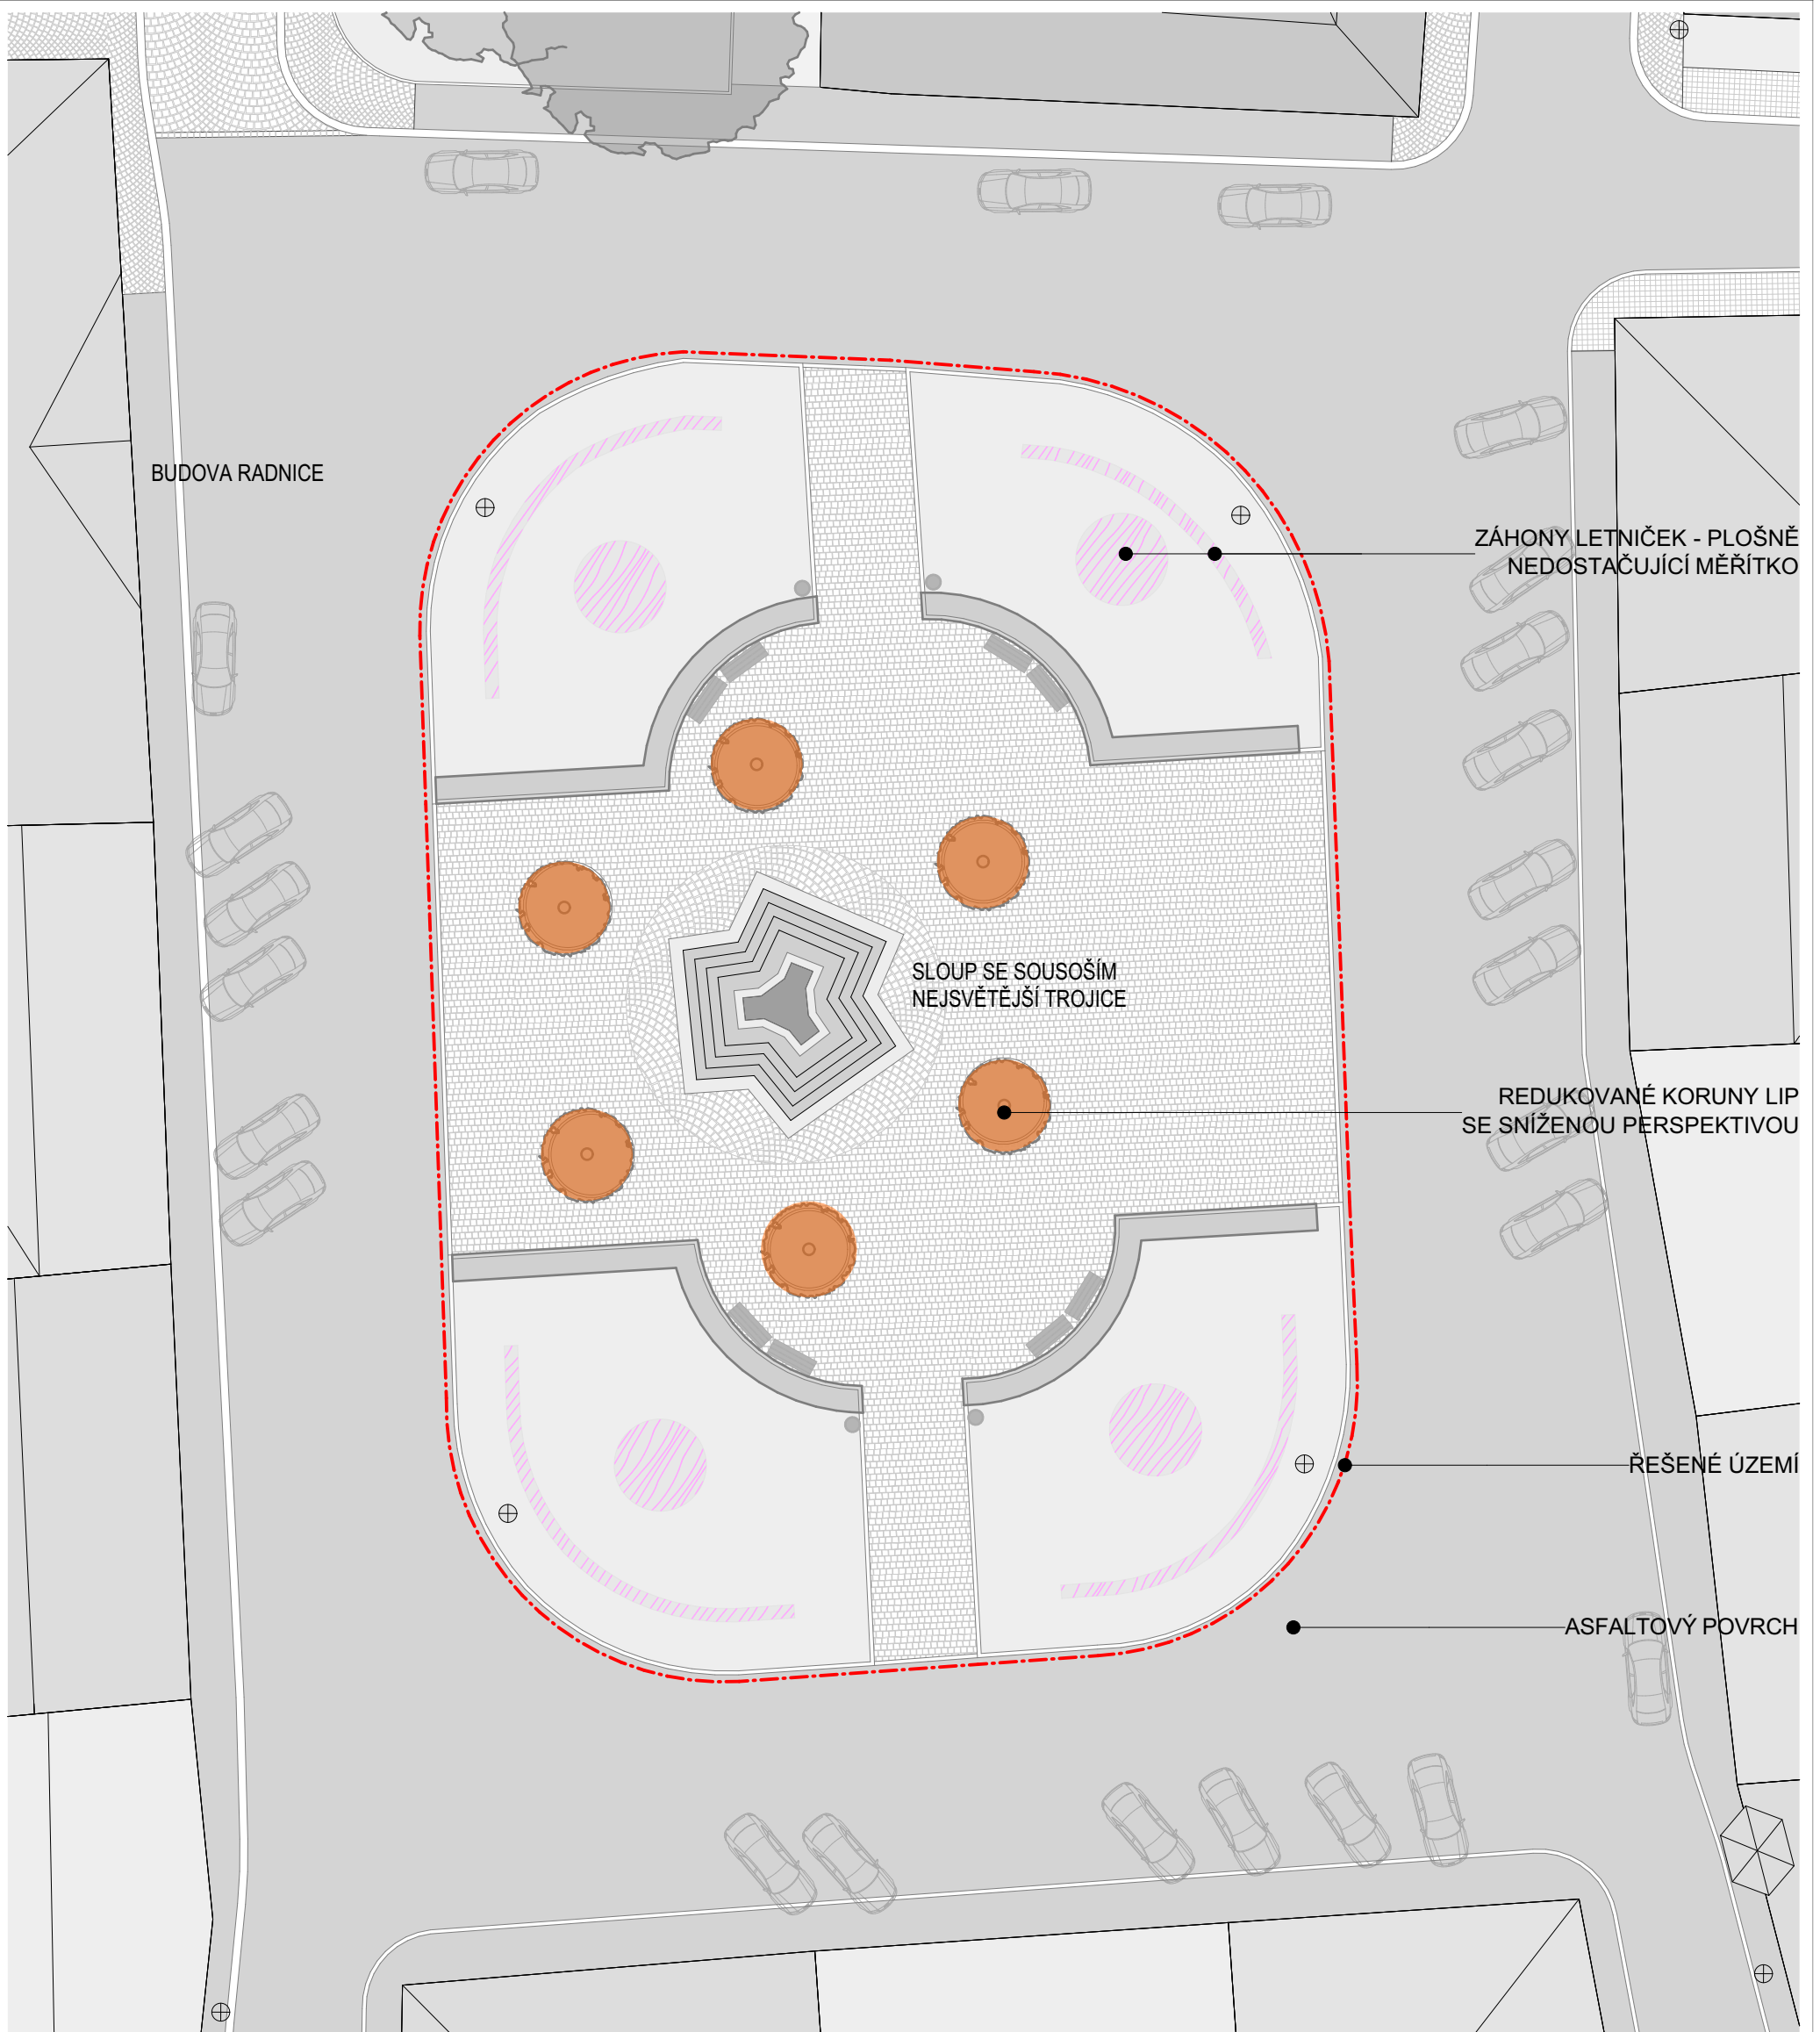 BUDOVA RADNICE
ZÁHONY LETNIČEK - PLOŠNĚ
NEDOSTAČUJÍCÍ MĚŘÍTKO
SLOUP SE SOUSOŠÍM
NEJSVĚTĚJŠÍ TROJICE
REDUKOVANÉ KORUNY LIP
SE SNÍŽENOU PERSPEKTIVOU
ŘEŠENÉ ÚZEMÍ
ASFALTOVÝ POVRCH